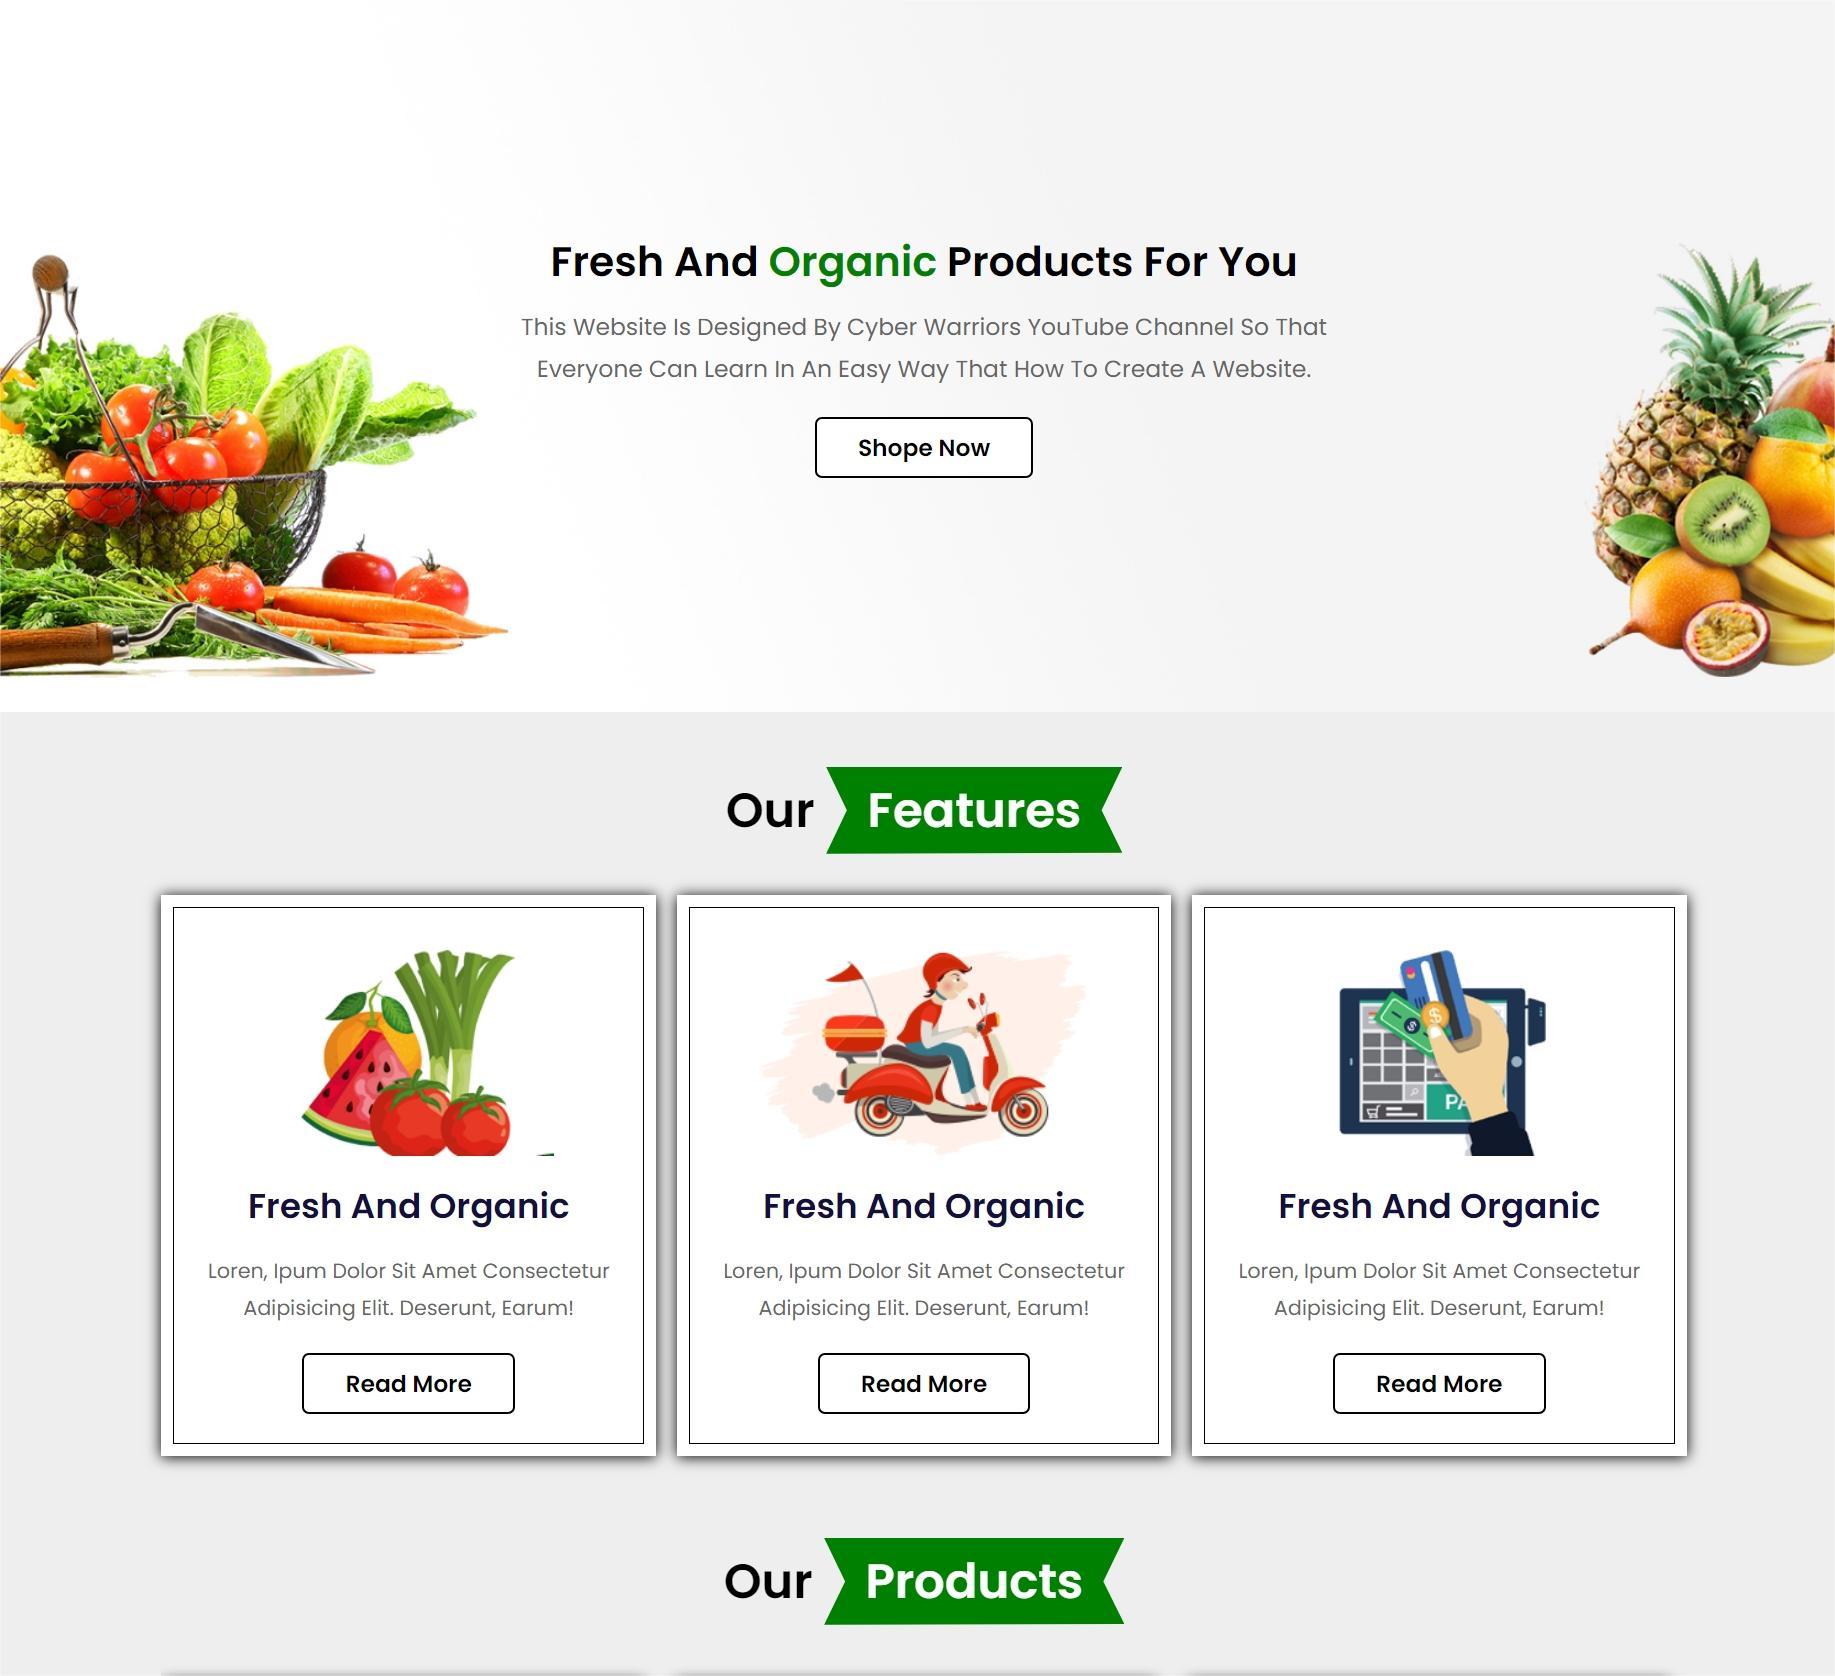 Fresh And Organic Products For You
This Website Is Designed By Cyber Warriors YouTube Channel So That
Everyone Can Learn In An Easy Way That How To Create A Website.
Shope Now
Our Features
Fresh And Organic
Loren, Ipum Dolor Sit Amet Consectetur
Adipisicing Elit. Deserunt, Earum!
Read More
PA
Fresh And Organic
Loren, Ipum Dolor Sit Amet Consectetur
Adipisicing Elit. Deserunt, Earum!
Read More
Fresh And Organic
Loren, Ipum Dolor Sit Amet Consectetur
Adipisicing Elit. Deserunt, Earum!
Read More
Our Products